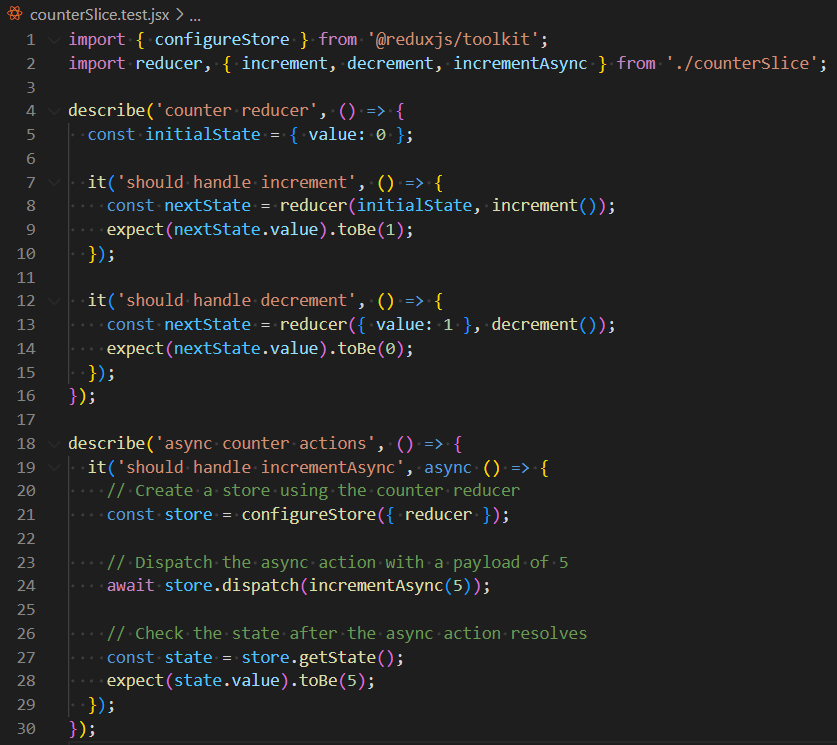 counterSlice.test.jsx > ...
1 import { configureStore } from '@reduxjs/toolkit';
2 import reducer, { increment, decrement, incrementAsync } from './counterSlice';
3
4 describe('counter reducer', () => {
5   const initialState = { value: 0 };
6
7   it('should handle increment', () => {
8     const nextState = reducer(initialState, increment());
9     expect(nextState.value).toBe(1);
10   });
11
12   it('should handle decrement', () => {
13     const nextState = reducer({ value: 1 }, decrement());
14     expect(nextState.value).toBe(0);
15   });
16 });
17
18 describe('async counter actions', () => {
19   it('should handle incrementAsync', async () => {
20     // Create a store using the counter reducer
21     const store = configureStore({ reducer });
22
23     // Dispatch the async action with a payload of 5
24     await store.dispatch(incrementAsync(5));
25
26     // Check the state after the async action resolves
27     const state = store.getState();
28     expect(state.value).toBe(5);
29   });
30 });